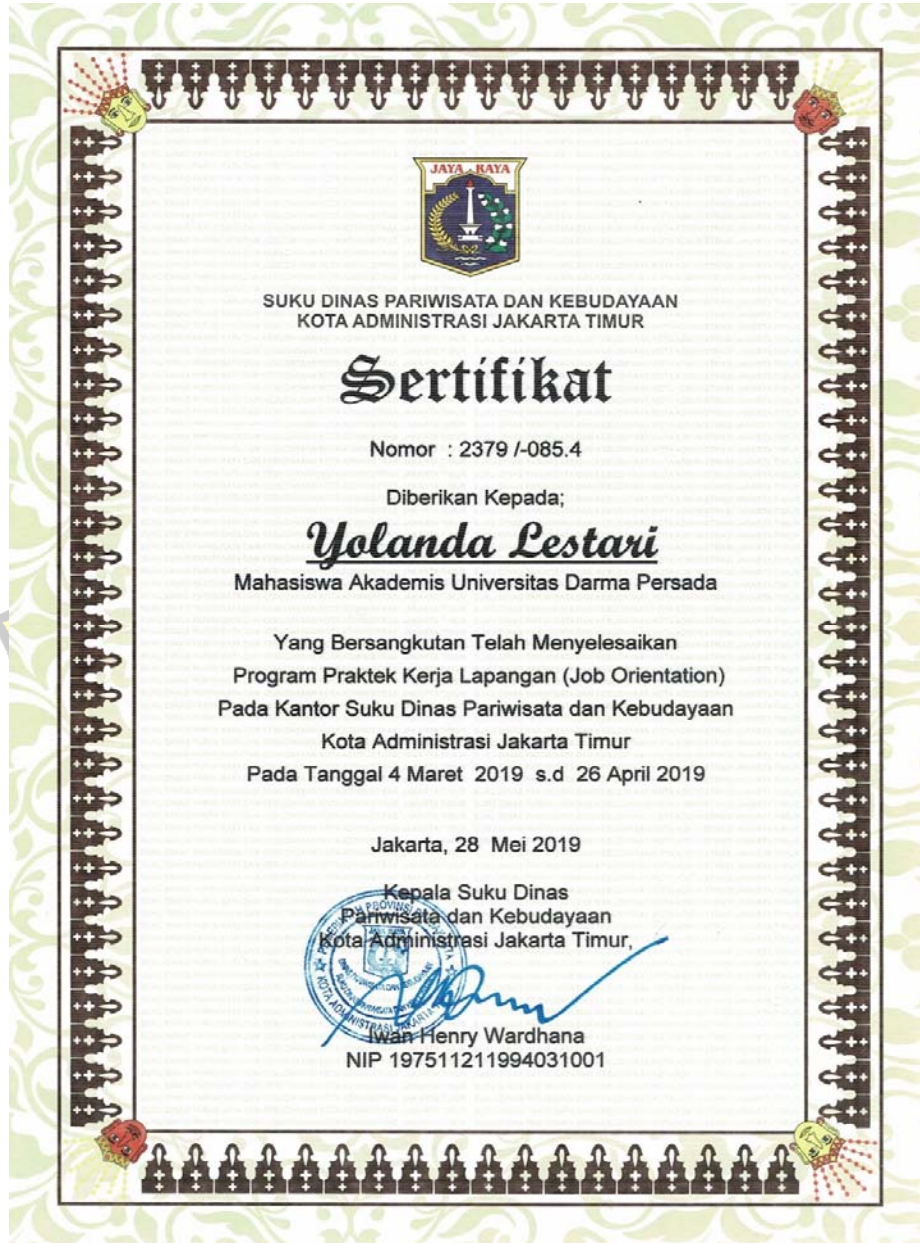 JAYA RAYA
SUKU DINAS PARIWISATA DAN KEBUDAYAAN
KOTA ADMINISTRASI JAKARTA TIMUR
Sertifikat
Nomor : 2379 /-085.4
Diberikan Kepada;
Yolanda Lestari
Mahasiswa Akademis Universitas Darma Persada
Yang Bersangkutan Telah Menyelesaikan
Program Praktek Kerja Lapangan (Job Orientation)
Pada Kantor Suku Dinas Pariwisata dan Kebudayaan
Kota Administrasi Jakarta Timur
Pada Tanggal 4 Maret 2019 s.d 26 April 2019
Jakarta, 28 Mei 2019
Kepala Suku Dinas
Pariwisata dan Kebudayaan
Kota Administrasi Jakarta Timur,
Iwan Henry Wardhana
NIP 197511211994031001